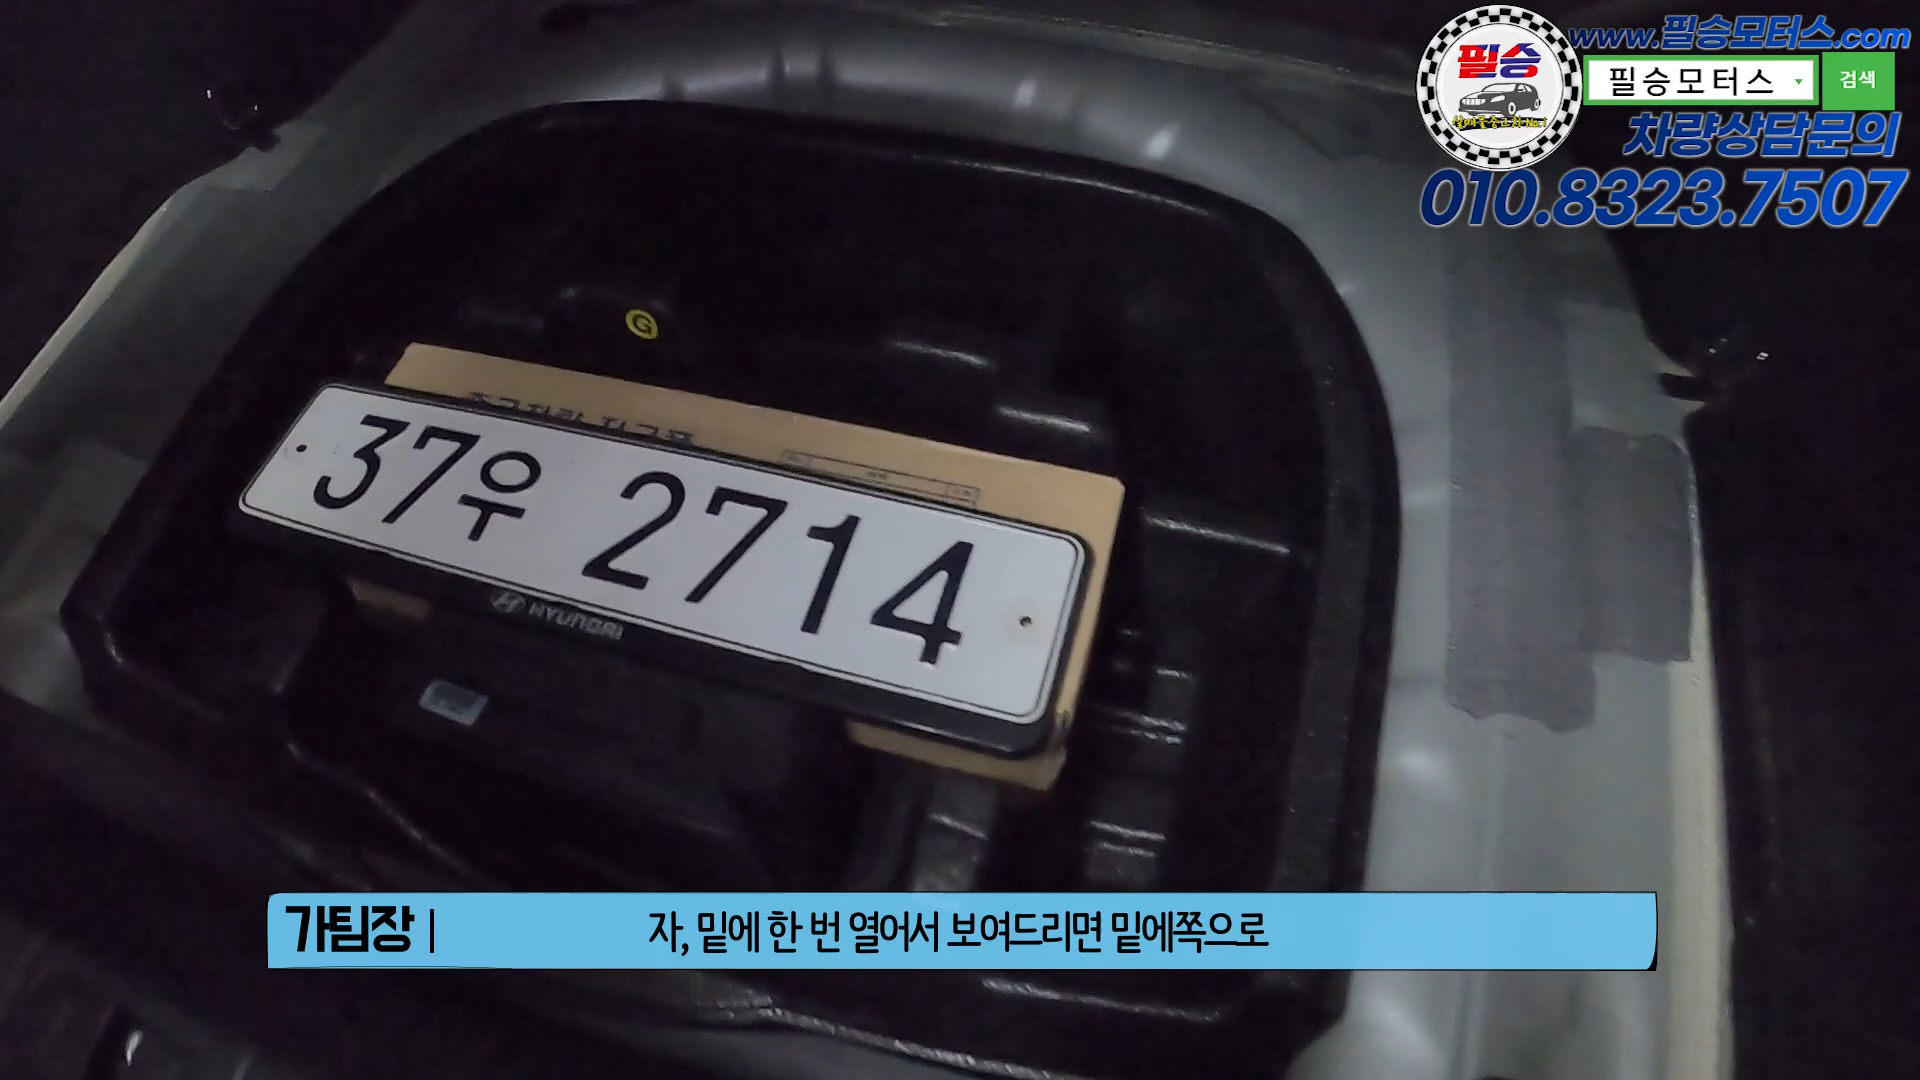 www.필승모터스.com
필승
필승모터스
검색
차량상담문의
010.8323.7507
G
37우 2714
HYUNDAI
가팀장
자, 밑에 한 번 열어서 보여드리면 밑에쪽으로